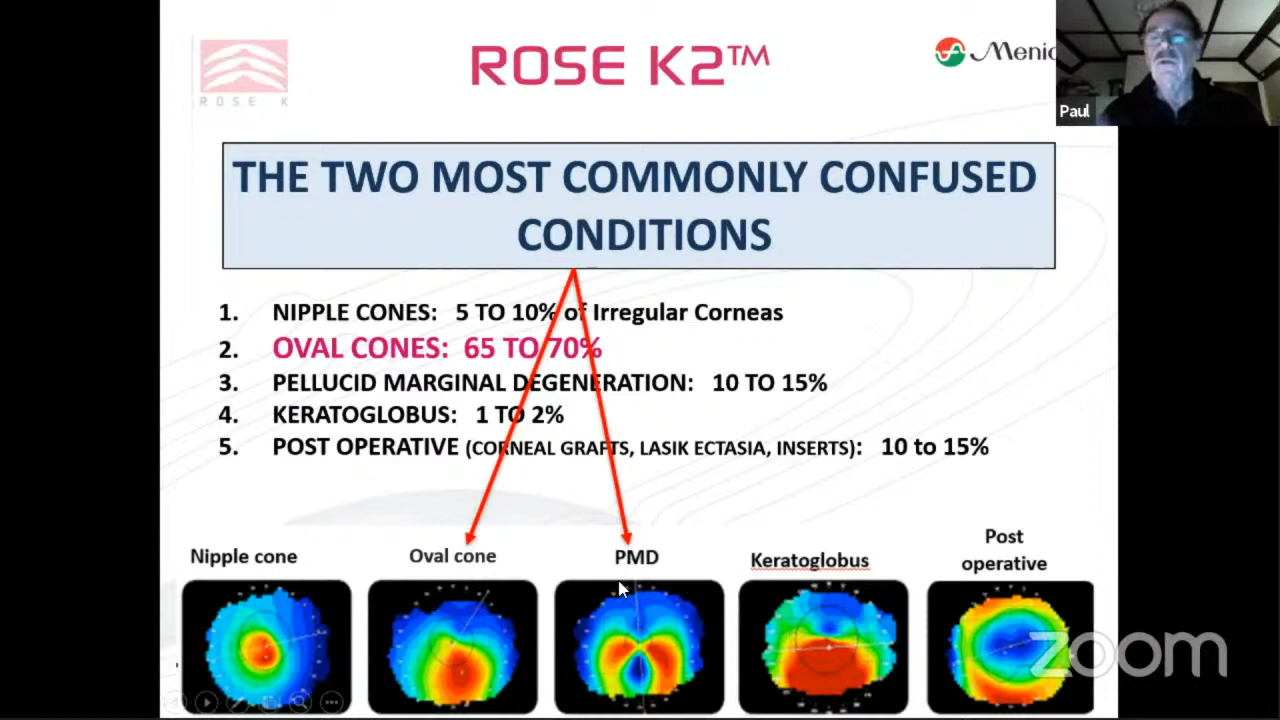 ROSE K
ROSE K2™
Menic
Paul
THE TWO MOST COMMONLY CONFUSED
CONDITIONS
1. NIPPLE CONES: 5 TO 10% of Irregular Corneas
2. OVAL CONES: 65 TO 70%
3. PELLUCID MARGINAL DEGENERATION: 10 TO 15%
4. KERATOGLOBUS: 1 TO 2%
5. POST OPERATIVE (CORNEAL GRAFTS, LASIK ECTASIA, INSERTS): 10 to 15%
Nipple cone
Oval cone
PMD
Keratoglobus
Post
operative
zoom